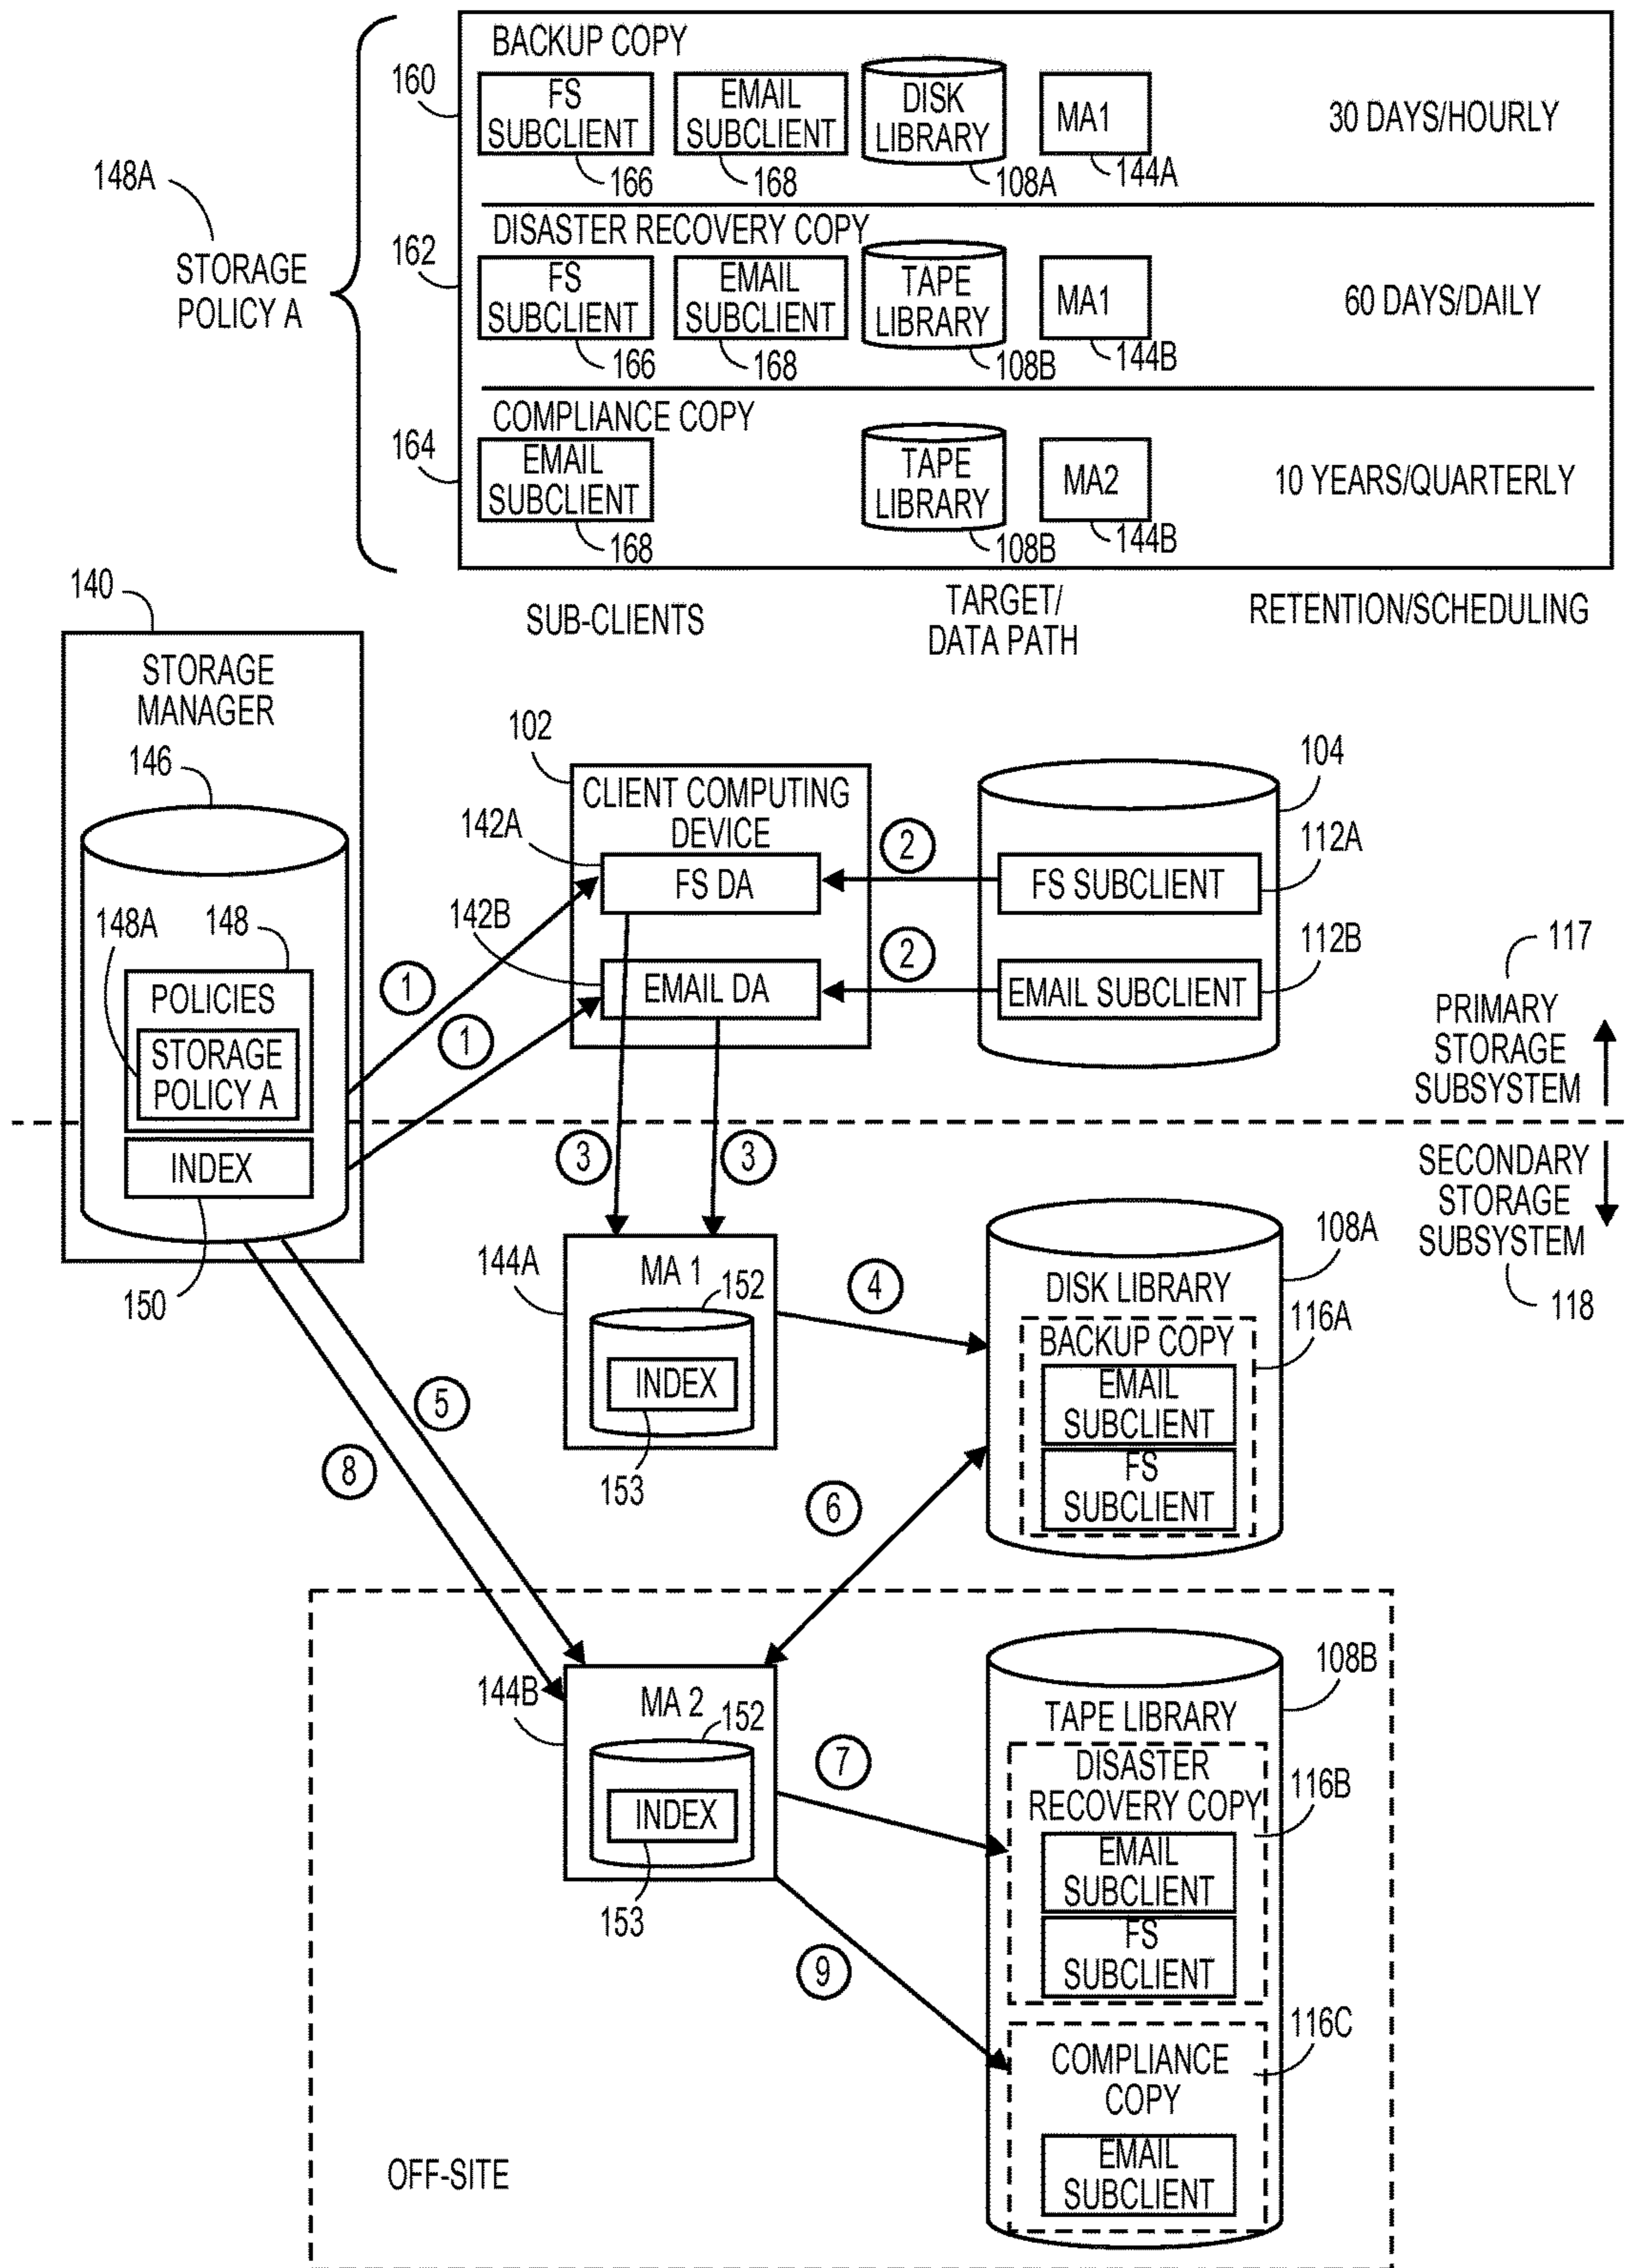 BACKUP COPY
160
FS
SUBCLIENT
166
EMAIL
SUBCLIENT
168
DISK
LIBRARY
108A
MA1
144A
30 DAYS/HOURLY
148A
STORAGE
POLICY A
DISASTER RECOVERY COPY
162
FS
SUBCLIENT
166
EMAIL
SUBCLIENT
168
TAPE
LIBRARY
108B
MA1
144B
60 DAYS/DAILY
COMPLIANCE COPY
164
EMAIL
SUBCLIENT
168
TAPE
LIBRARY
108B
MA2
144B
10 YEARS/QUARTERLY
SUB-CLIENTS
TARGET/
DATA PATH
RETENTION/SCHEDULING
140
STORAGE
MANAGER
146
148A
148
POLICIES
STORAGE
POLICY A
INDEX
150
102
CLIENT COMPUTING
DEVICE
142A
FS DA
142B
EMAIL DA
104
112A
FS SUBCLIENT
112B
EMAIL SUBCLIENT
1
1
2
2
117
PRIMARY
STORAGE
SUBSYSTEM
SECONDARY
STORAGE
SUBSYSTEM
118
3
3
144A
MA 1
152
INDEX
153
4
108A
DISK LIBRARY
116A
BACKUP COPY
EMAIL
SUBCLIENT
FS
SUBCLIENT
5
8
6
144B
MA 2
152
INDEX
153
7
9
108B
TAPE LIBRARY
DISASTER
RECOVERY COPY
116B
EMAIL
SUBCLIENT
FS
SUBCLIENT
116C
COMPLIANCE
COPY
EMAIL
SUBCLIENT
OFF-SITE